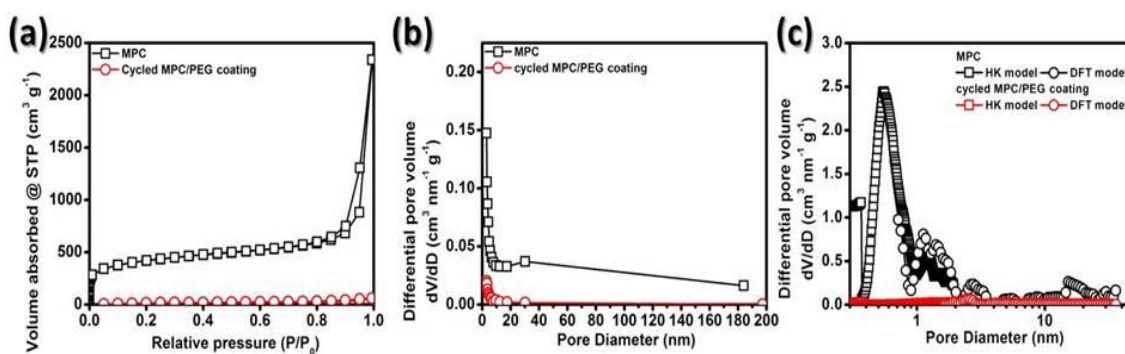 (a)
2500
2000
1500
1000
500
0
0.0 0.2 0.4 0.6 0.8 1.0
Volume absorbed @ STP (cm³ g⁻¹)
Relative pressure (P/P₀)
MPC
Cycled MPC/PEG coating
(b)
0.20
0.15
0.10
0.05
0.00
0 20 40 60 80 100 120 140 160 180 200
Differential pore volume
dV/dD (cm³ nm⁻¹ g⁻¹)
Pore Diameter (nm)
MPC
cycled MPC/PEG coating
(c)
3.0
2.5
2.0
1.5
1.0
0.5
0.0
1 10
Differential pore volume
dV/dD (cm³ nm⁻¹ g⁻¹)
Pore Diameter (nm)
MPC
HK model DFT model
cycled MPC/PEG coating
HK model DFT model